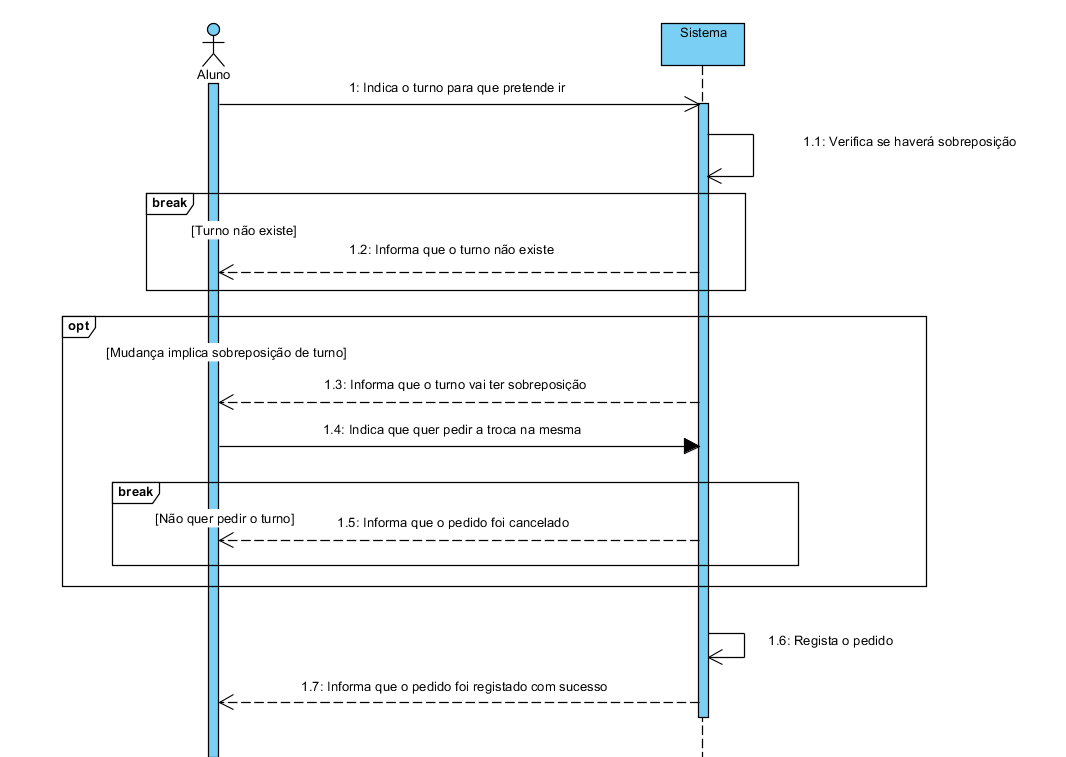 Aluno
Sistema
1: Indica o turno para que pretende ir
1.1: Verifica se haverá sobreposição
break
[Turno não existe]
1.2: Informa que o turno não existe
opt
[Mudança implica sobreposição de turno]
1.3: Informa que o turno vai ter sobreposição
1.4: Indica que quer pedir a troca na mesma
break
[Não quer pedir o turno]
1.5: Informa que o pedido foi cancelado
1.6: Regista o pedido
1.7: Informa que o pedido foi registado com sucesso